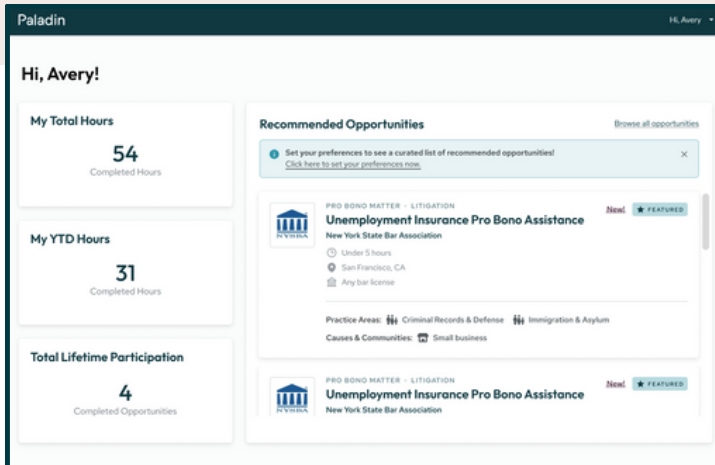 Paladin
Hi, Avery
Hi, Avery!
My Total Hours
54
Completed Hours
My YTD Hours
31
Completed Hours
Total Lifetime Participation
4
Completed Opportunities
Recommended Opportunities
Browse all opportunities
Set your preferences to see a curated list of recommended opportunities!
Click here to set your preferences now.
NYSBA
PRO BONO MATTER - LITIGATION
New!
★ FEATURED
Unemployment Insurance Pro Bono Assistance
New York State Bar Association
Under 5 hours
San Francisco, CA
Any bar license
Practice Areas: Criminal Records & Defense Immigration & Asylum
Causes & Communities: Small business
NYSBA
PRO BONO MATTER - LITIGATION
New!
★ FEATURED
Unemployment Insurance Pro Bono Assistance
New York State Bar Association